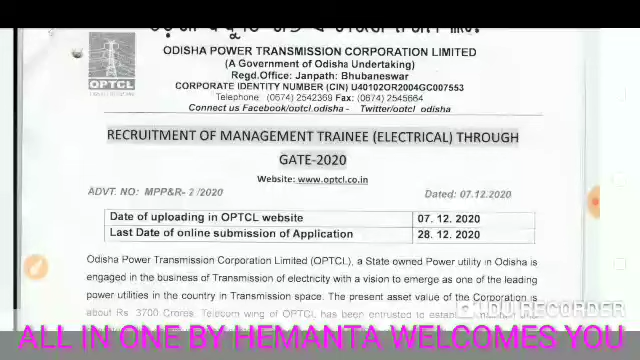 ODISHA POWER TRANSMISSION CORPORATION LIMITED
(A Government of Odisha Undertaking)
Regd.Office: Janpath: Bhubaneswar
CORPORATE IDENTITY NUMBER (CIN) U40102OR2004GC007553
Telephone (0674) 2542369 Fax: (0674) 2545664
Connect us Facebook/optcl.odisha - Twitter/optcl_odisha
OPTCL
RECRUITMENT OF MANAGEMENT TRAINEE (ELECTRICAL) THROUGH
GATE-2020
Website: www.optcl.co.in
ADVT. NO: MPP&R- 2 /2020 Dated: 07.12.2020
Date of uploading in OPTCL website 07. 12. 2020
Last Date of online submission of Application 28. 12. 2020
Odisha Power Transmission Corporation Limited (OPTCL), a State owned Power utility in Odisha is
engaged in the business of Transmission of electricity with a vision to emerge as one of the leading
power utilities in the country in Transmission space. The present asset value of the Corporation is
about Rs 3700 Crores. Telecom wing of OPTCL has been entrusted to
RECORDER
ALL IN ONE BY HEMANTA WELCOMES YOU